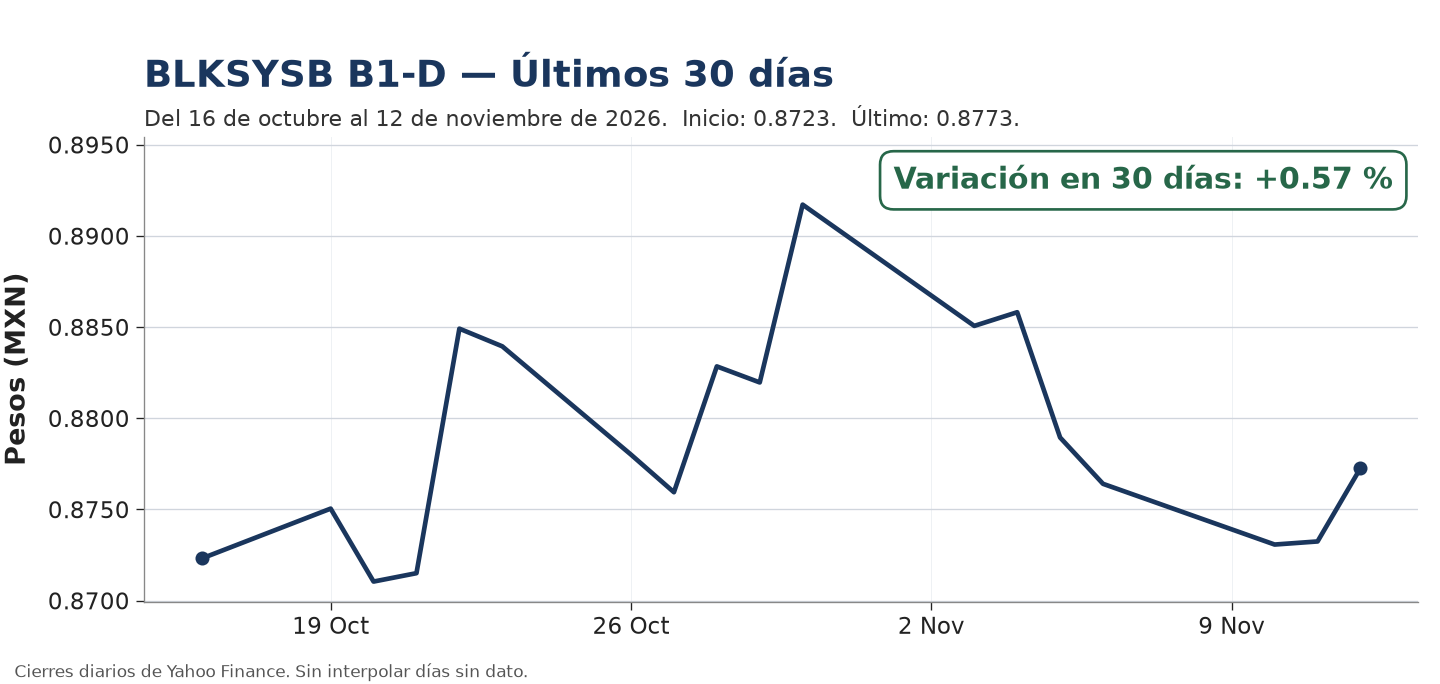 BLKSYSB B1-D — Últimos 30 días
Del 16 de octubre al 12 de noviembre de 2026.  Inicio: 0.8723.  Último: 0.8773.
Variación en 30 días: +0.57 %
Pesos (MXN)
0.8950
0.8900
0.8850
0.8800
0.8750
0.8700
19 Oct
26 Oct
2 Nov
9 Nov
Cierres diarios de Yahoo Finance. Sin interpolar días sin dato.